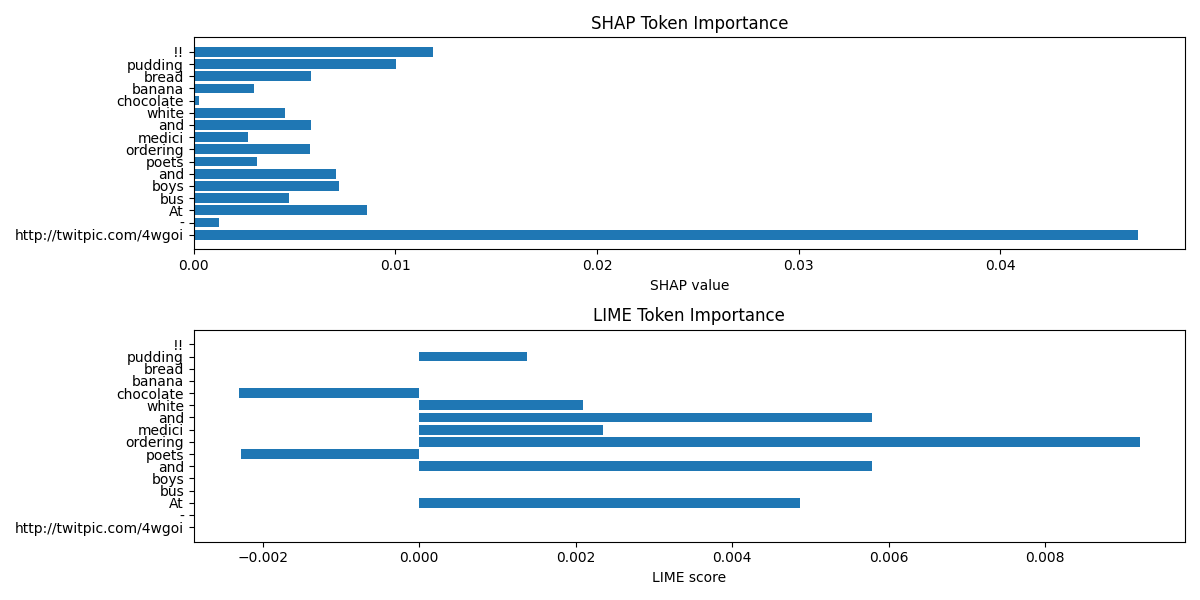 SHAP Token Importance
!!
pudding
bread
banana
chocolate
white
and
medici
ordering
poets
and
boys
bus
At
-
http://twitpic.com/4wgoi
0.00 0.01 0.02 0.03 0.04
SHAP value
LIME Token Importance
!!
pudding
bread
banana
chocolate
white
and
medici
ordering
poets
and
boys
bus
At
-
http://twitpic.com/4wgoi
−0.002 0.000 0.002 0.004 0.006 0.008
LIME score